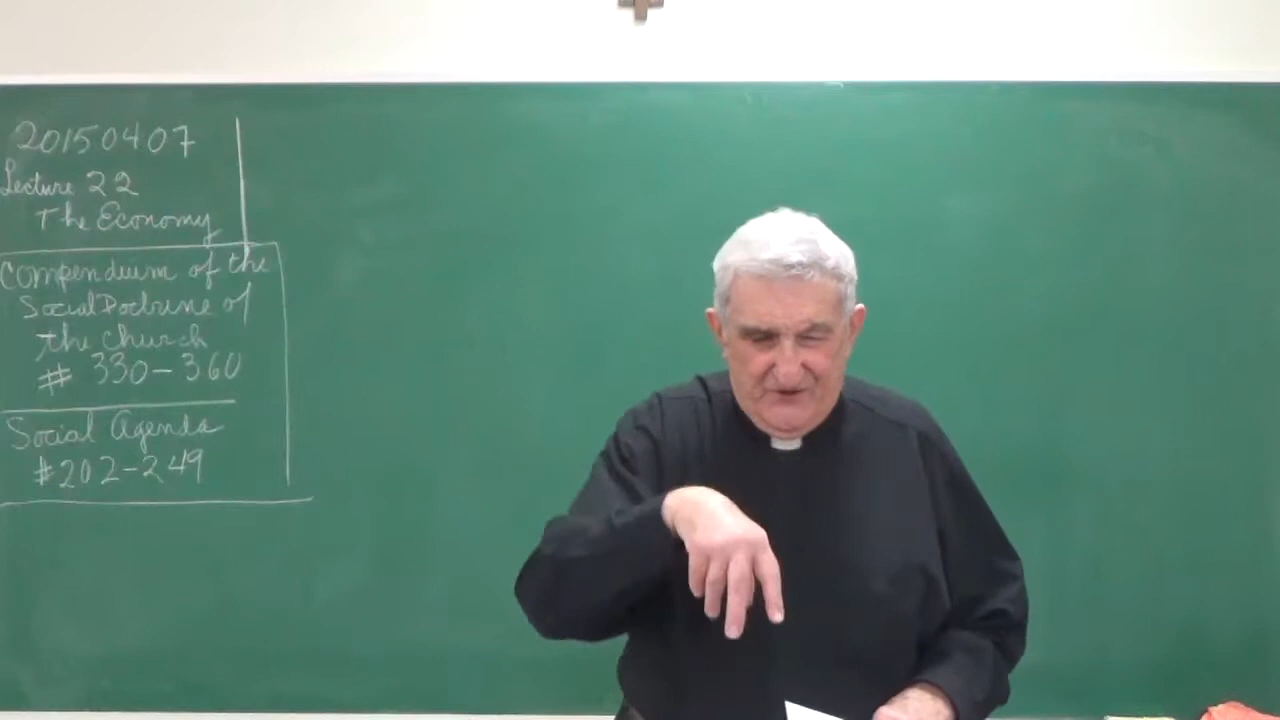 20150407
Lecture 22
The Economy
Compendium of the
Social Doctrine of
the Church
# 330-360
Social Agenda
#202-249